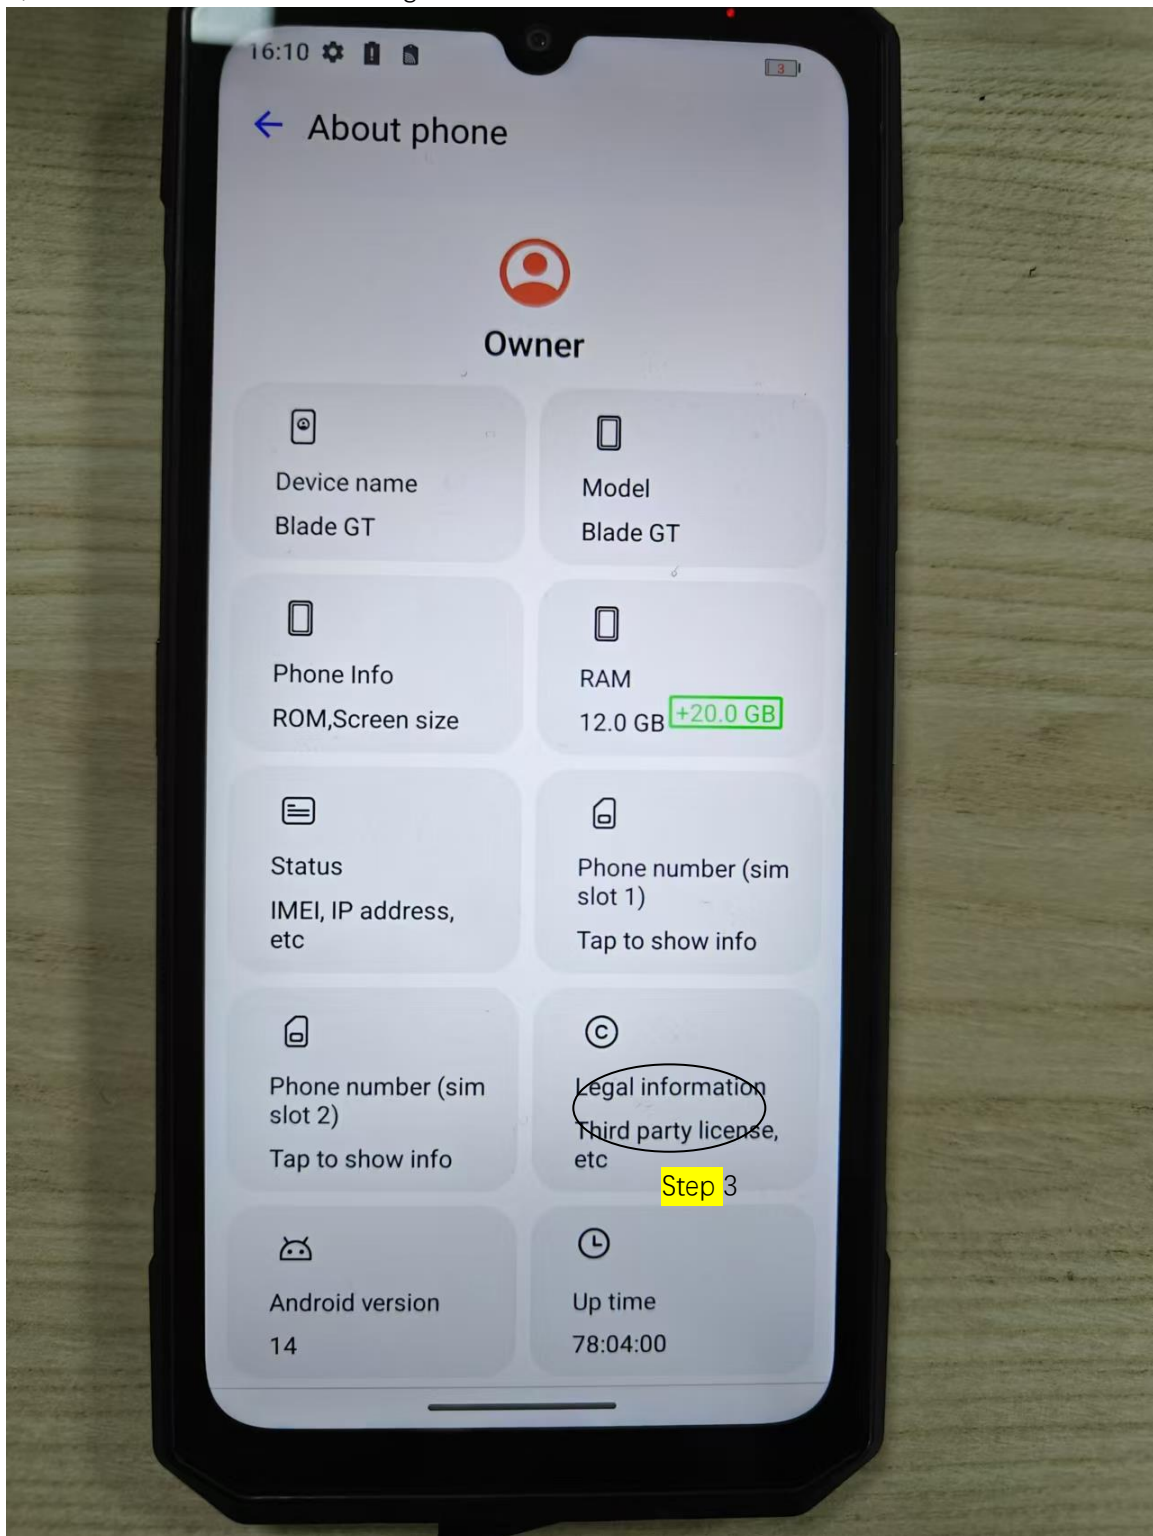 16:10
3
About phone
Owner
Device name
Blade GT
Model
Blade GT
Phone Info
ROM,Screen size
RAM
12.0 GB +20.0 GB
Status
IMEI, IP address,
etc
Phone number (sim
slot 1)
Tap to show info
Phone number (sim
slot 2)
Tap to show info
Legal information
Third party license,
etc
Step 3
Android version
14
Up time
78:04:00